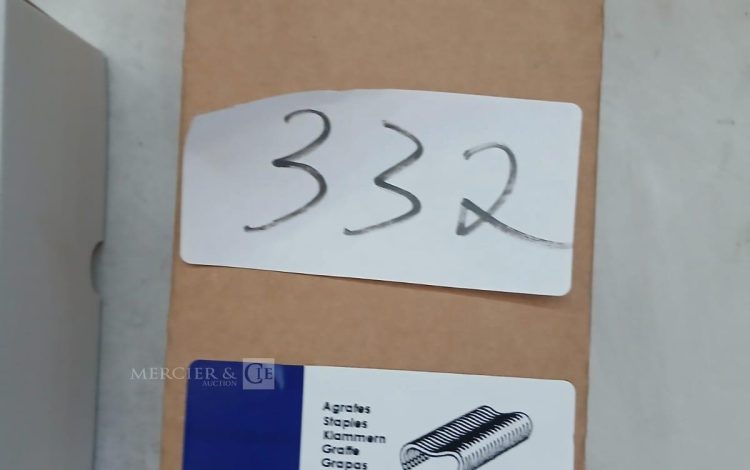 332
MERCIER & CIE
AUCTION
Agrafes
Staples
Klammern
Graffe
Grapas